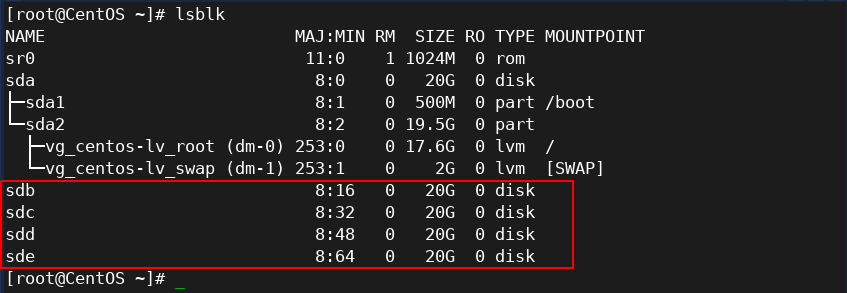 [root@CentOS ~]# lsblk
NAME                         MAJ:MIN RM  SIZE RO TYPE MOUNTPOINT
sr0                           11:0    1 1024M  0 rom
sda                            8:0    0   20G  0 disk
├─sda1                         8:1    0  500M  0 part /boot
└─sda2                         8:2    0 19.5G  0 part
  ├─vg_centos-lv_root (dm-0) 253:0    0 17.6G  0 lvm  /
  └─vg_centos-lv_swap (dm-1) 253:1    0    2G  0 lvm  [SWAP]
sdb                            8:16   0   20G  0 disk
sdc                            8:32   0   20G  0 disk
sdd                            8:48   0   20G  0 disk
sde                            8:64   0   20G  0 disk
[root@CentOS ~]# _